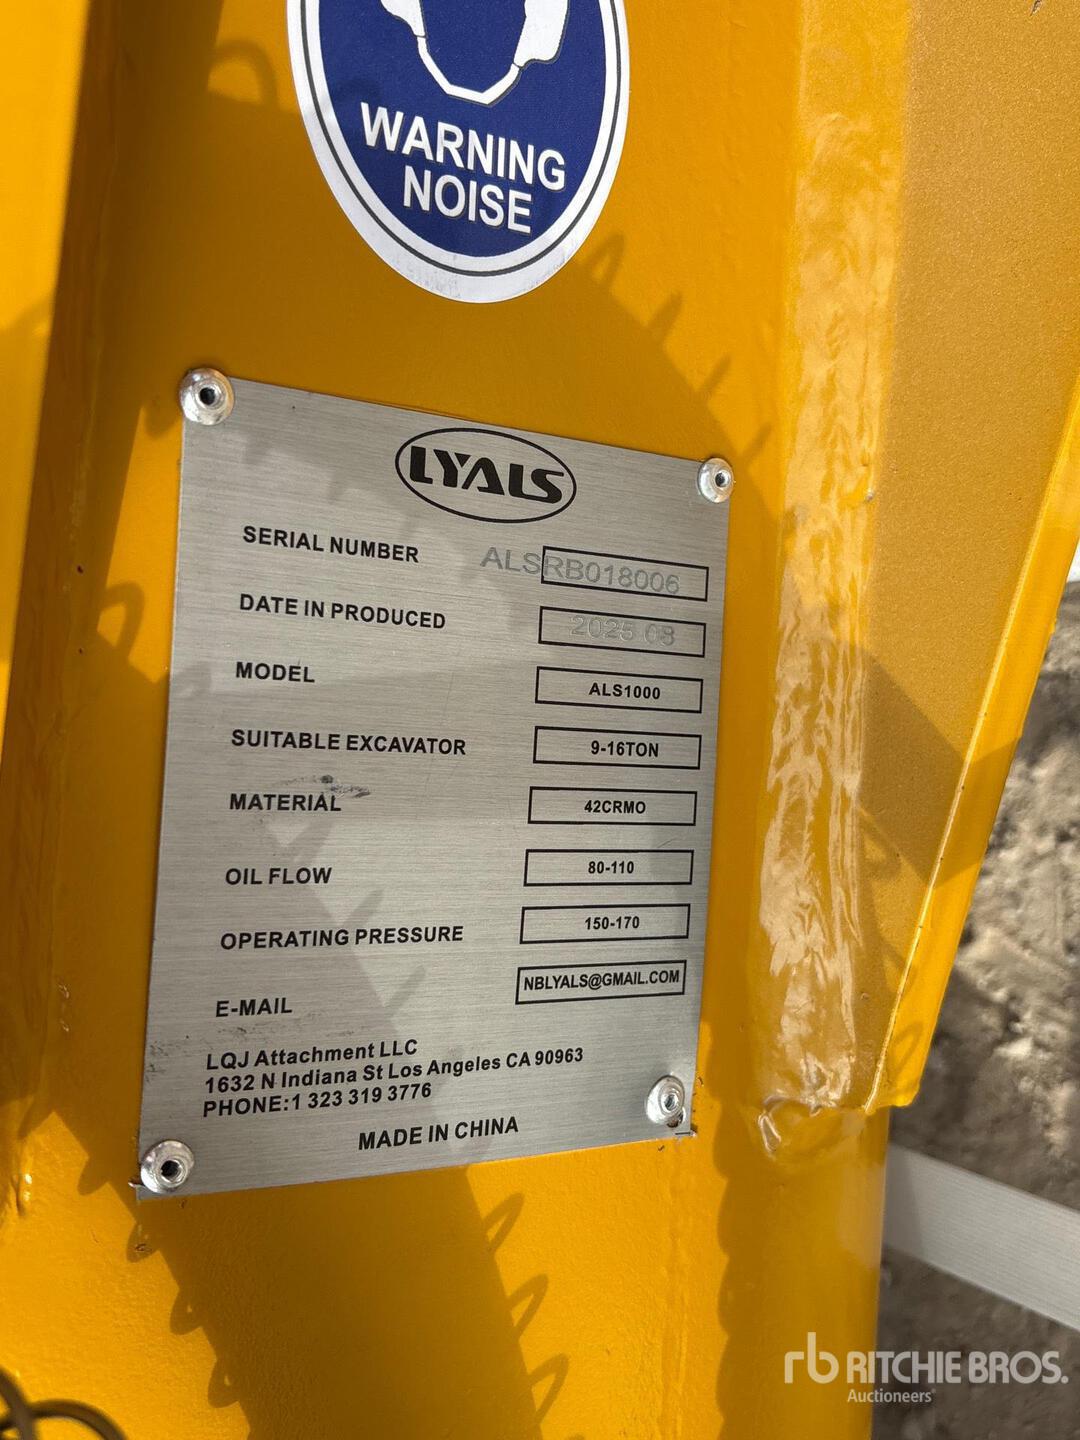 WARNING
NOISE
LYALS
SERIAL NUMBER ALSRB018006
DATE IN PRODUCED 2025 08
MODEL ALS1000
SUITABLE EXCAVATOR 9-16TON
MATERIAL 42CRMO
OIL FLOW 80-110
OPERATING PRESSURE 150-170
E-MAIL NBLYALS@GMAIL.COM
LQJ Attachment LLC
1632 N Indiana St Los Angeles CA 90963
PHONE:1 323 319 3776
MADE IN CHINA
rb RITCHIE BROS.
Auctioneers